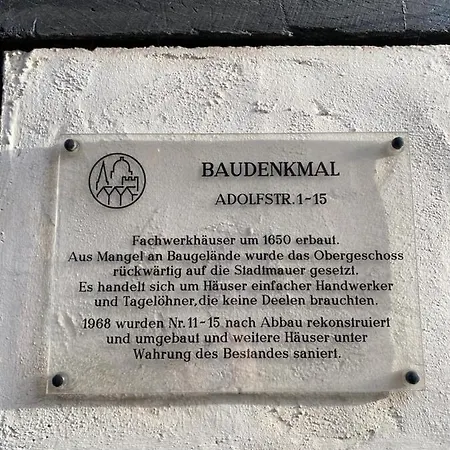 BAUDENKMAL
ADOLFSTR. 1~15
Fachwerkhäuser um 1650 erbaut.
Aus Mangel an Baugelände wurde das Obergeschoss
rückwärtig auf die Stadtmauer gesetzt.
Es handelt sich um Häuser einfacher Handwerker
und Tagelöhner, die keine Deelen brauchten.
1968 wurden Nr. 11~15 nach Abbau rekonstruiert
und umgebaut und weitere Häuser unter
Wahrung des Bestandes saniert.